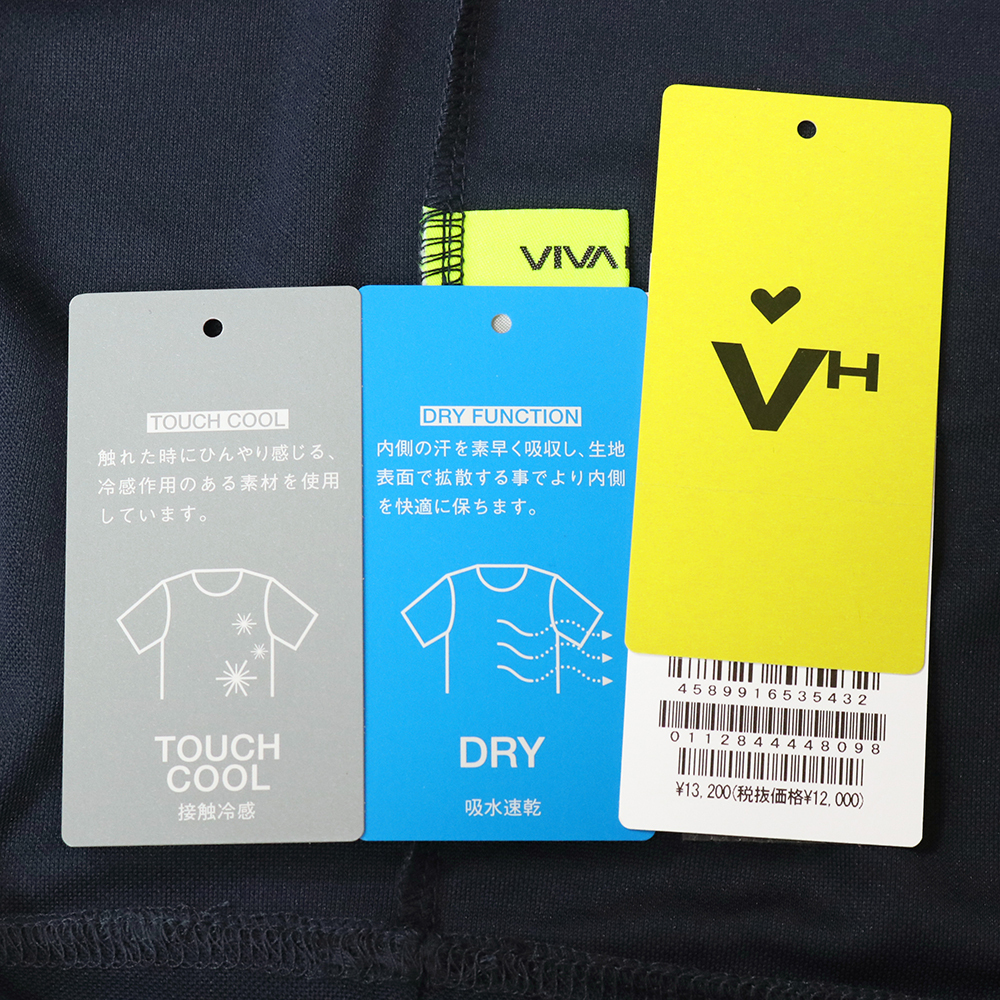 VIVA
VH
TOUCH COOL
触れた時にひんやり感じる、
冷感作用のある素材を使用
しています。
TOUCH
COOL
接触冷感
DRY FUNCTION
内側の汗を素早く吸収し、生地
表面で拡散する事でより内側
を快適に保ちます。
DRY
吸水速乾
4589916535432
0112844448098
¥13,200(税抜価格¥12,000)